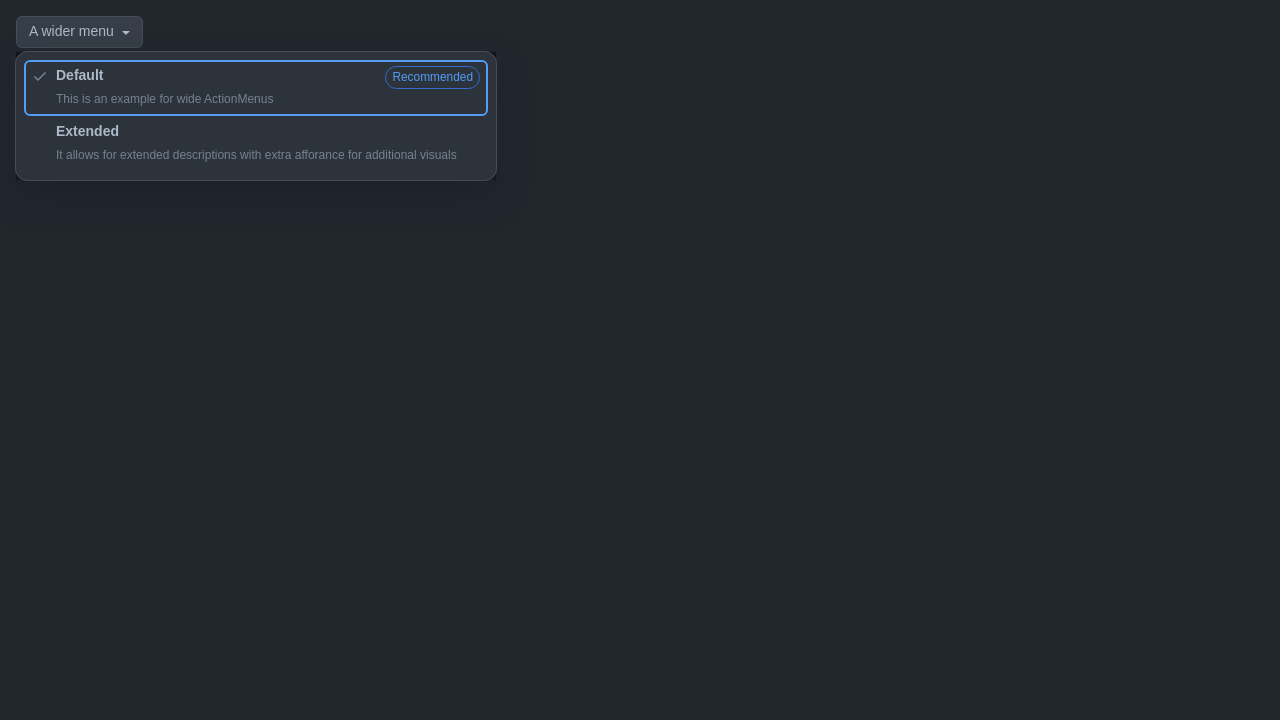 A wider menu
Default
Recommended
This is an example for wide ActionMenus
Extended
It allows for extended descriptions with extra afforance for additional visuals